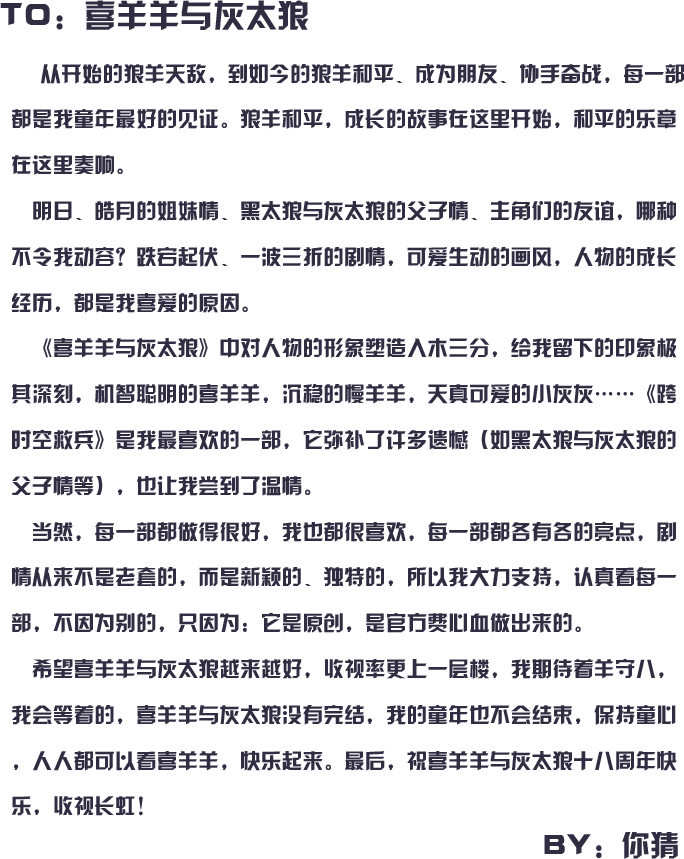 TO：喜羊羊与灰太狼
从开始的狼羊天敌，到如今的狼羊和平、成为朋友、协手奋战，每一部
都是我童年最好的见证。狼羊和平，成长的故事在这里开始，和平的乐章
在这里奏响。
明日、皓月的姐妹情、黑太狼与灰太狼的父子情、主角们的友谊，哪种
不令我动容？跌宕起伏、一波三折的剧情，可爱生动的画风，人物的成长
经历，都是我喜爱的原因。
《喜羊羊与灰太狼》中对人物的形象塑造入木三分，给我留下的印象极
其深刻，机智聪明的喜羊羊，沉稳的慢羊羊，天真可爱的小灰灰……《跨
时空救兵》是我最喜欢的一部，它弥补了许多遗憾（如黑太狼与灰太狼的
父子情等），也让我尝到了温情。
当然，每一部都做得很好，我也都很喜欢，每一部都各有各的亮点，剧
情从来不是老套的，而是新颖的、独特的，所以我大力支持，认真看每一
部，不因为别的，只因为：它是原创，是官方费心血做出来的。
希望喜羊羊与灰太狼越来越好，收视率更上一层楼，我期待着羊守八，
我会等着的，喜羊羊与灰太狼没有完结，我的童年也不会结束，保持童心
，人人都可以看喜羊羊，快乐起来。最后，祝喜羊羊与灰太狼十八周年快
乐，收视长虹！
BY：你猜